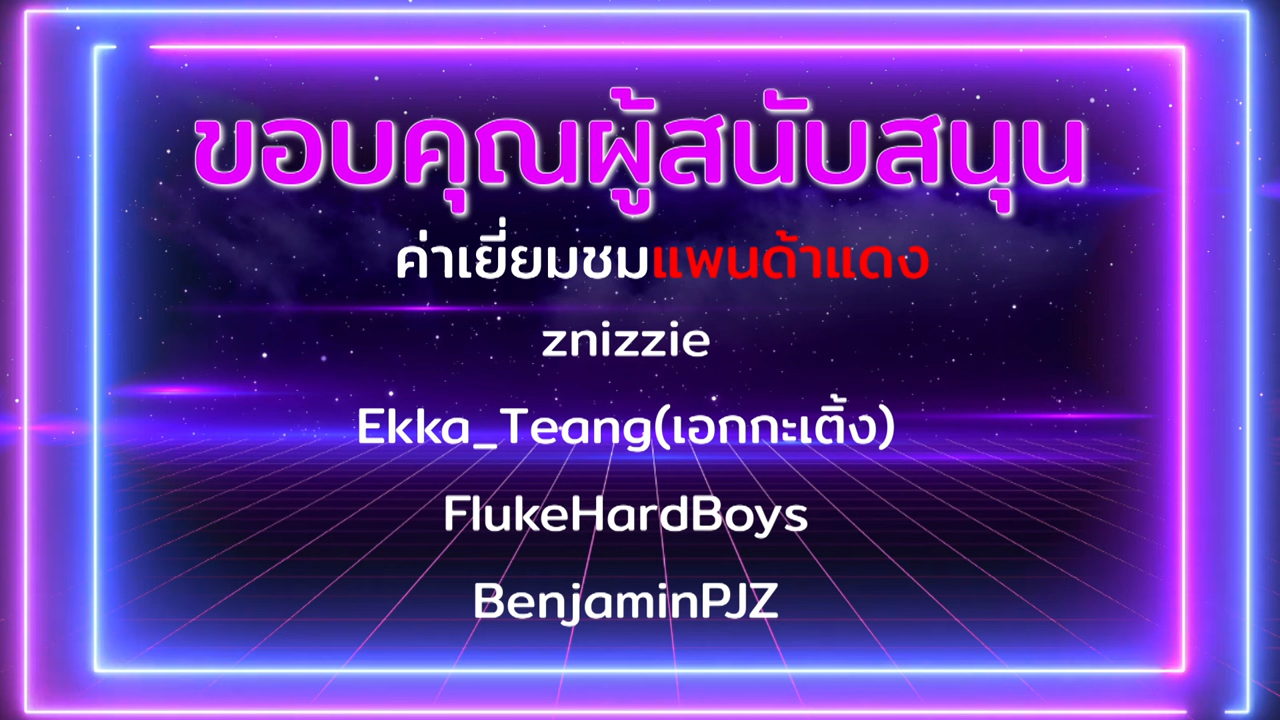 ขอบคุณผู้สนับสนุน
ค่าเยี่ยมชมแพนด้าแดง
znizzie
Ekka_Teang(เอกกะเติ้ง)
FlukeHardBoys
BenjaminPJZ